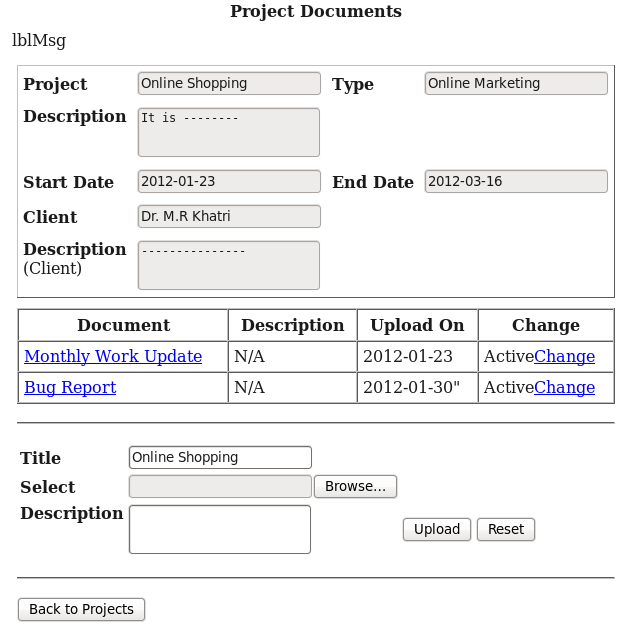 Project Documents
lblMsg
Project Online Shopping Type Online Marketing
Description It is --------
Start Date 2012-01-23 End Date 2012-03-16
Client Dr. M.R Khatri
Description ---------------
(Client)
Document Description Upload On Change
Monthly Work Update N/A 2012-01-23 ActiveChange
Bug Report N/A 2012-01-30" ActiveChange
Title Online Shopping
Select Browse...
Description
Upload Reset
Back to Projects